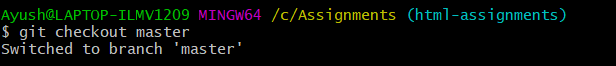 Ayush@LAPTOP-ILMV1209 MINGW64 /c/Assignments (html-assignments)
$ git checkout master
Switched to branch 'master'